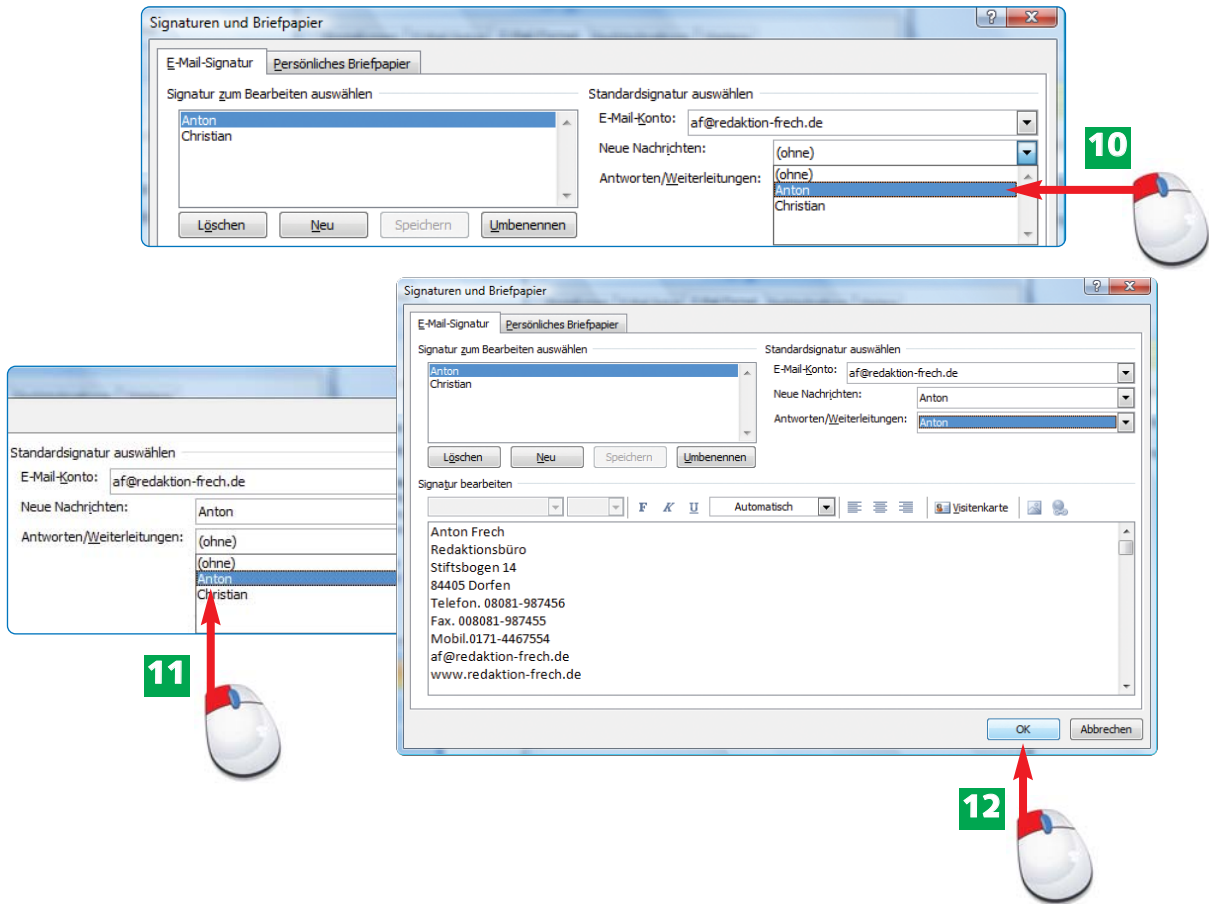 Signaturen und Briefpapier
E-Mail-Signatur Persönliches Briefpapier
Signatur zum Bearbeiten auswählen
Anton
Christian
Löschen Neu Speichern Umbenennen
Standardsignatur auswählen
E-Mail-Konto: af@redaktion-frech.de
Neue Nachrichten: (ohne)
Antworten/Weiterleitungen: (ohne)
Anton
Christian
10
Standardsignatur auswählen
E-Mail-Konto: af@redaktion-frech.de
Neue Nachrichten: Anton
Antworten/Weiterleitungen: (ohne)
(ohne)
Anton
Christian
11
Signaturen und Briefpapier
E-Mail-Signatur Persönliches Briefpapier
Signatur zum Bearbeiten auswählen
Anton
Christian
Löschen Neu Speichern Umbenennen
Standardsignatur auswählen
E-Mail-Konto: af@redaktion-frech.de
Neue Nachrichten: Anton
Antworten/Weiterleitungen: Anton
Signatur bearbeiten
F K U Automatisch Visitenkarte
Anton Frech
Redaktionsbüro
Stiftsbogen 14
84405 Dorfen
Telefon. 08081-987456
Fax. 008081-987455
Mobil.0171-4467554
af@redaktion-frech.de
www.redaktion-frech.de
OK Abbrechen
12